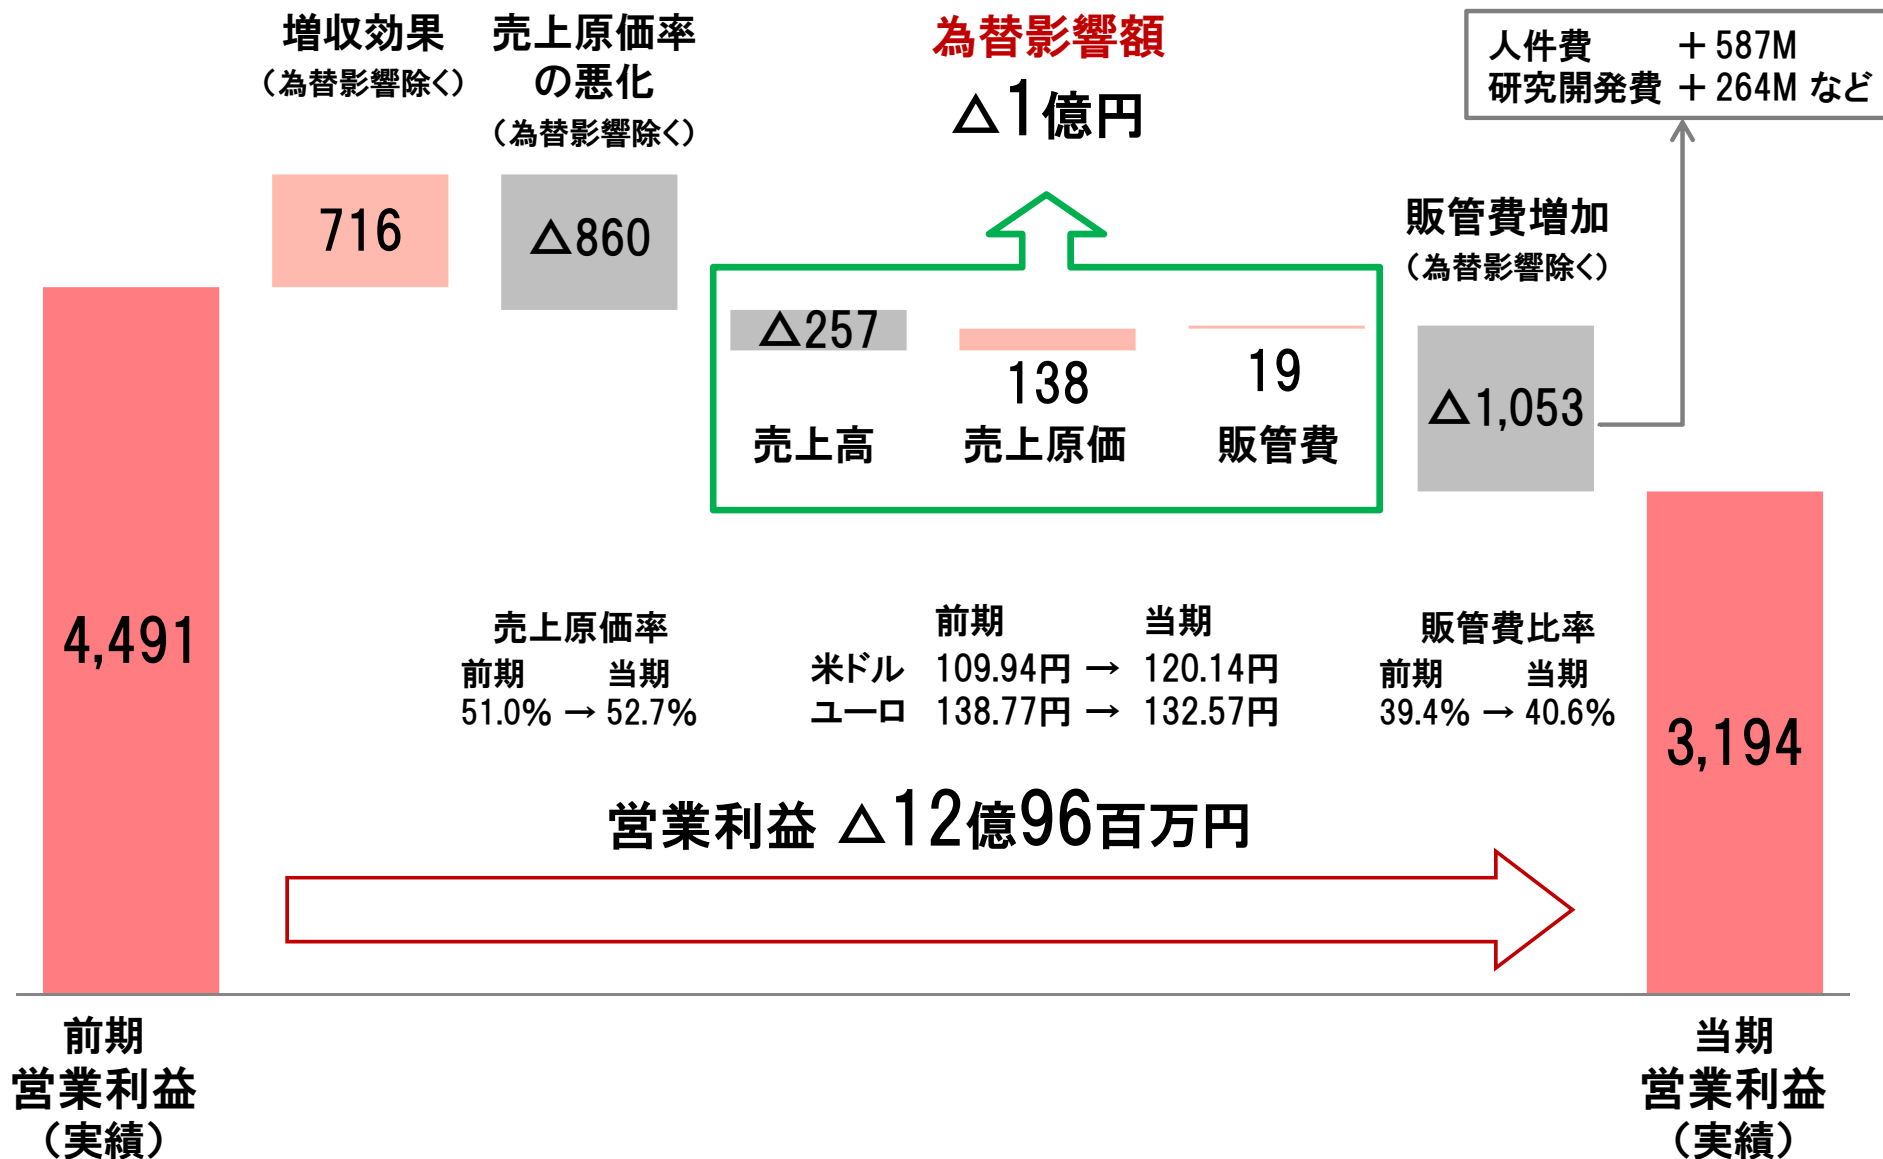 増収効果
（為替影響除く）
売上原価率
の悪化
（為替影響除く）
為替影響額
△1億円
人件費 ＋587M
研究開発費 ＋264M など
716
△860
販管費増加
（為替影響除く）
△257
138
19
売上高
売上原価
販管費
△1,053
4,491
売上原価率
前期 当期
51.0% → 52.7%
前期 当期
米ドル 109.94円 → 120.14円
ユーロ 138.77円 → 132.57円
販管費比率
前期 当期
39.4% → 40.6%
3,194
営業利益 △12億96百万円
前期
営業利益
（実績）
当期
営業利益
（実績）